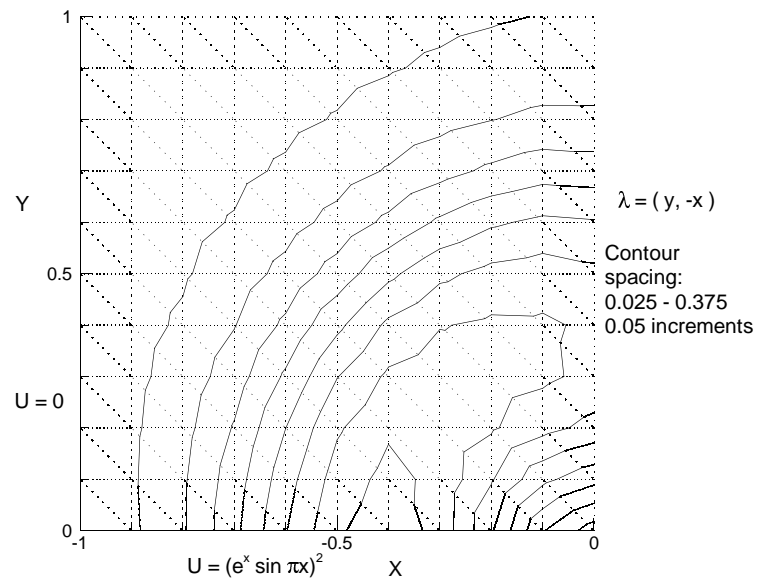 1
Y
λ = ( y, -x )
0.5
Contour
spacing:
0.025 - 0.375
0.05 increments
U = 0
0
-1
-0.5
0
U = (eˣ sin πx)²
X